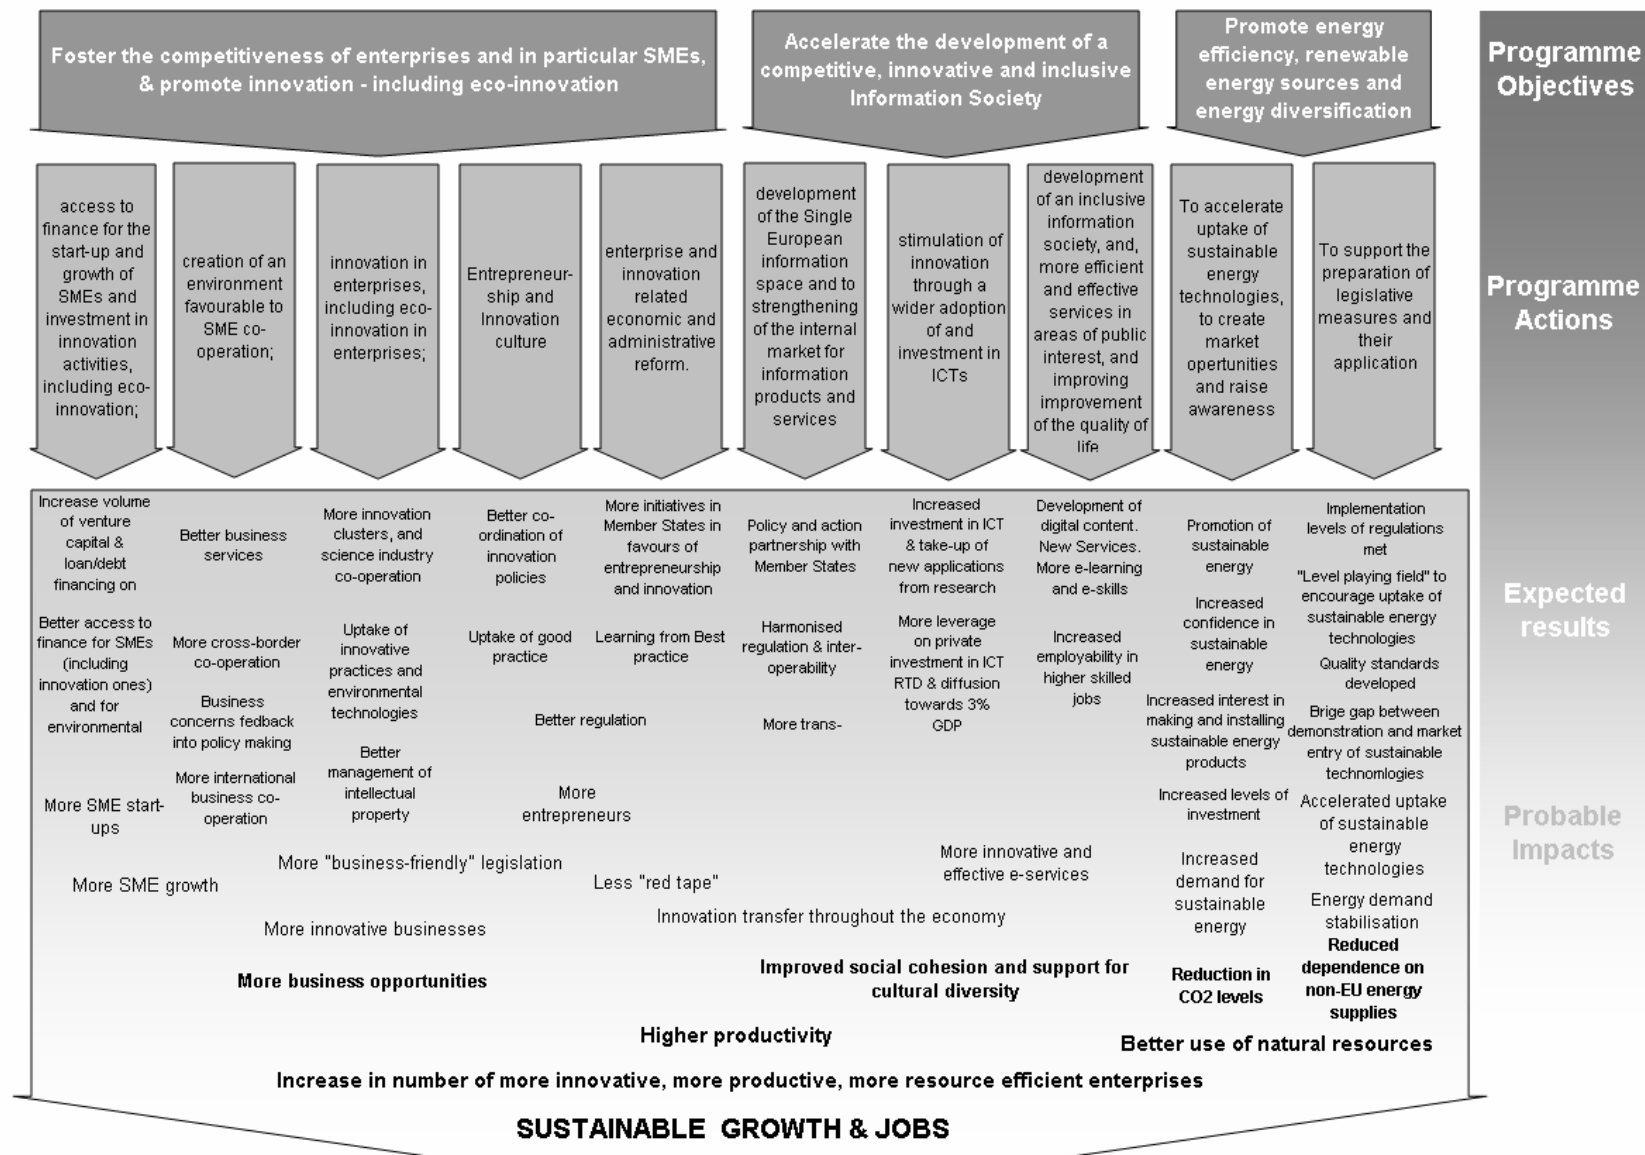 Foster the competitiveness of enterprises and in particular SMEs,
& promote innovation - including eco-innovation
Accelerate the development of a
competitive, innovative and inclusive
Information Society
Promote energy
efficiency, renewable
energy sources and
energy diversification
Programme
Objectives
access to
finance for the
start-up and
growth of
SMEs and
investment in
innovation
activities,
including eco-
innovation;
creation of an
environment
favourable to
SME co-
operation;
innovation in
enterprises,
including eco-
innovation in
enterprises;
Entrepreneur-
ship and
Innovation
culture
enterprise and
innovation
related
economic and
administrative
reform.
development
of the Single
European
information
space and to
strengthening
of the internal
market for
information
products and
services
stimulation of
innovation
through a
wider adoption
of and
investment in
ICTs
development
of an inclusive
information
society, and,
more efficient
and effective
services in
areas of public
interest, and
improving
improvement
of the quality of
life
To accelerate
uptake of
sustainable
energy
technologies,
to create
market
opertunities
and raise
awareness
To support the
preparation of
legislative
measures and
their
application
Programme
Actions
Increase volume
of venture
capital &
loan/debt
financing on
Better access to
finance for SMEs
(including
innovation ones)
and for
environmental
More SME start-
ups
More SME growth
Better business
services
More cross-border
co-operation
Business
concerns fedback
into policy making
More international
business co-
operation
More innovation
clusters, and
science industry
co-operation
Uptake of
innovative
practices and
environmental
technologies
Better
management of
intellectual
property
Better co-
ordination of
innovation
policies
Uptake of good
practice
More initiatives in
Member States in
favours of
entrepreneurship
and innovation
Learning from Best
practice
Better regulation
More
entrepreneurs
Policy and action
partnership with
Member States
Harmonised
regulation & inter-
operability
More trans-
Increased
investment in ICT
& take-up of
new applications
from research
More leverage
on private
investment in ICT
RTD & diffusion
towards 3%
GDP
Development of
digital content.
New Services.
More e-learning
and e-skills
Increased
employability in
higher skilled
jobs
Promotion of
sustainable
energy
Increased
confidence in
sustainable
energy
Increased interest in
making and installing
sustainable energy
products
Increased levels of
investment
Increased
demand for
sustainable
energy
Implementation
levels of regulations
met
"Level playing field" to
encourage uptake of
sustainable energy
technologies
Quality standards
developed
Brige gap between
demonstration and market
entry of sustainable
technomlogies
Accelerated uptake
of sustainable
energy
technologies
Energy demand
stabilisation
Expected
results
Probable
Impacts
More "business-friendly" legislation
Less "red tape"
More innovative and
effective e-services
Innovation transfer throughout the economy
More innovative businesses
More business opportunities
Improved social cohesion and support for
cultural diversity
Reduction in
CO2 levels
Reduced
dependence on
non-EU energy
supplies
Higher productivity
Better use of natural resources
Increase in number of more innovative, more productive, more resource efficient enterprises
SUSTAINABLE GROWTH & JOBS